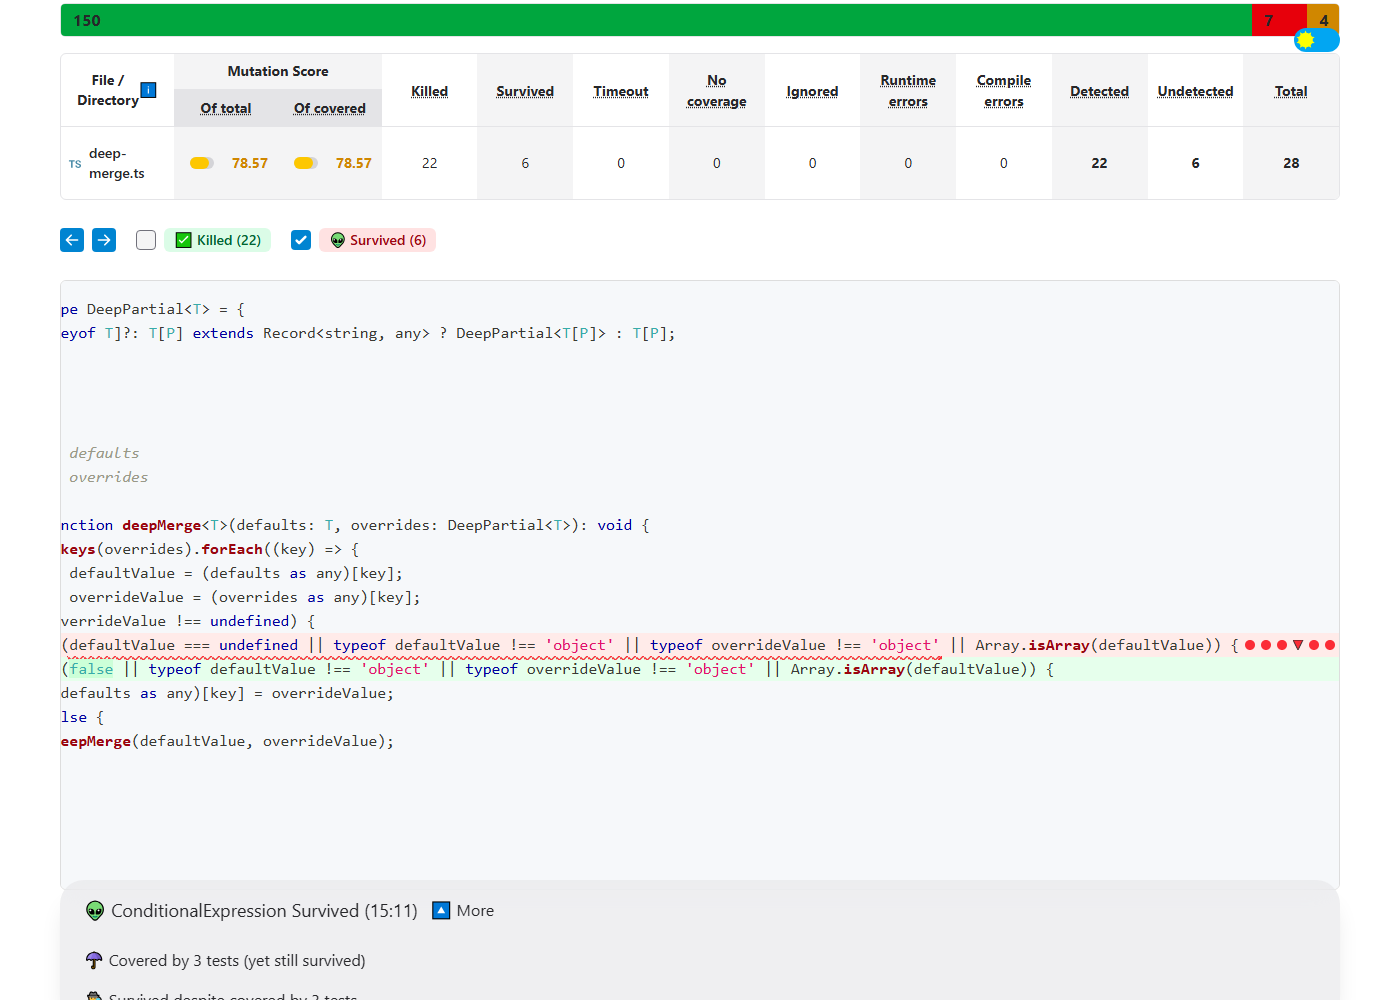 150 7 4
File / Directory i Mutation Score Killed Survived Timeout No coverage Ignored Runtime errors Compile errors Detected Undetected Total
Of total Of covered
TS deep-merge.ts 78.57 78.57 22 6 0 0 0 0 0 22 6 28
Killed (22) Survived (6)
pe DeepPartial<T> = {
eyof T]?: T[P] extends Record<string, any> ? DeepPartial<T[P]> : T[P];
defaults
overrides
nction deepMerge<T>(defaults: T, overrides: DeepPartial<T>): void {
keys(overrides).forEach((key) => {
defaultValue = (defaults as any)[key];
overrideValue = (overrides as any)[key];
verrideValue !== undefined) {
(defaultValue === undefined || typeof defaultValue !== 'object' || typeof overrideValue !== 'object' || Array.isArray(defaultValue)) {
(false || typeof defaultValue !== 'object' || typeof overrideValue !== 'object' || Array.isArray(defaultValue)) {
defaults as any)[key] = overrideValue;
lse {
eepMerge(defaultValue, overrideValue);
ConditionalExpression Survived (15:11) More
Covered by 3 tests (yet still survived)
Survived despite covered by 3 tests